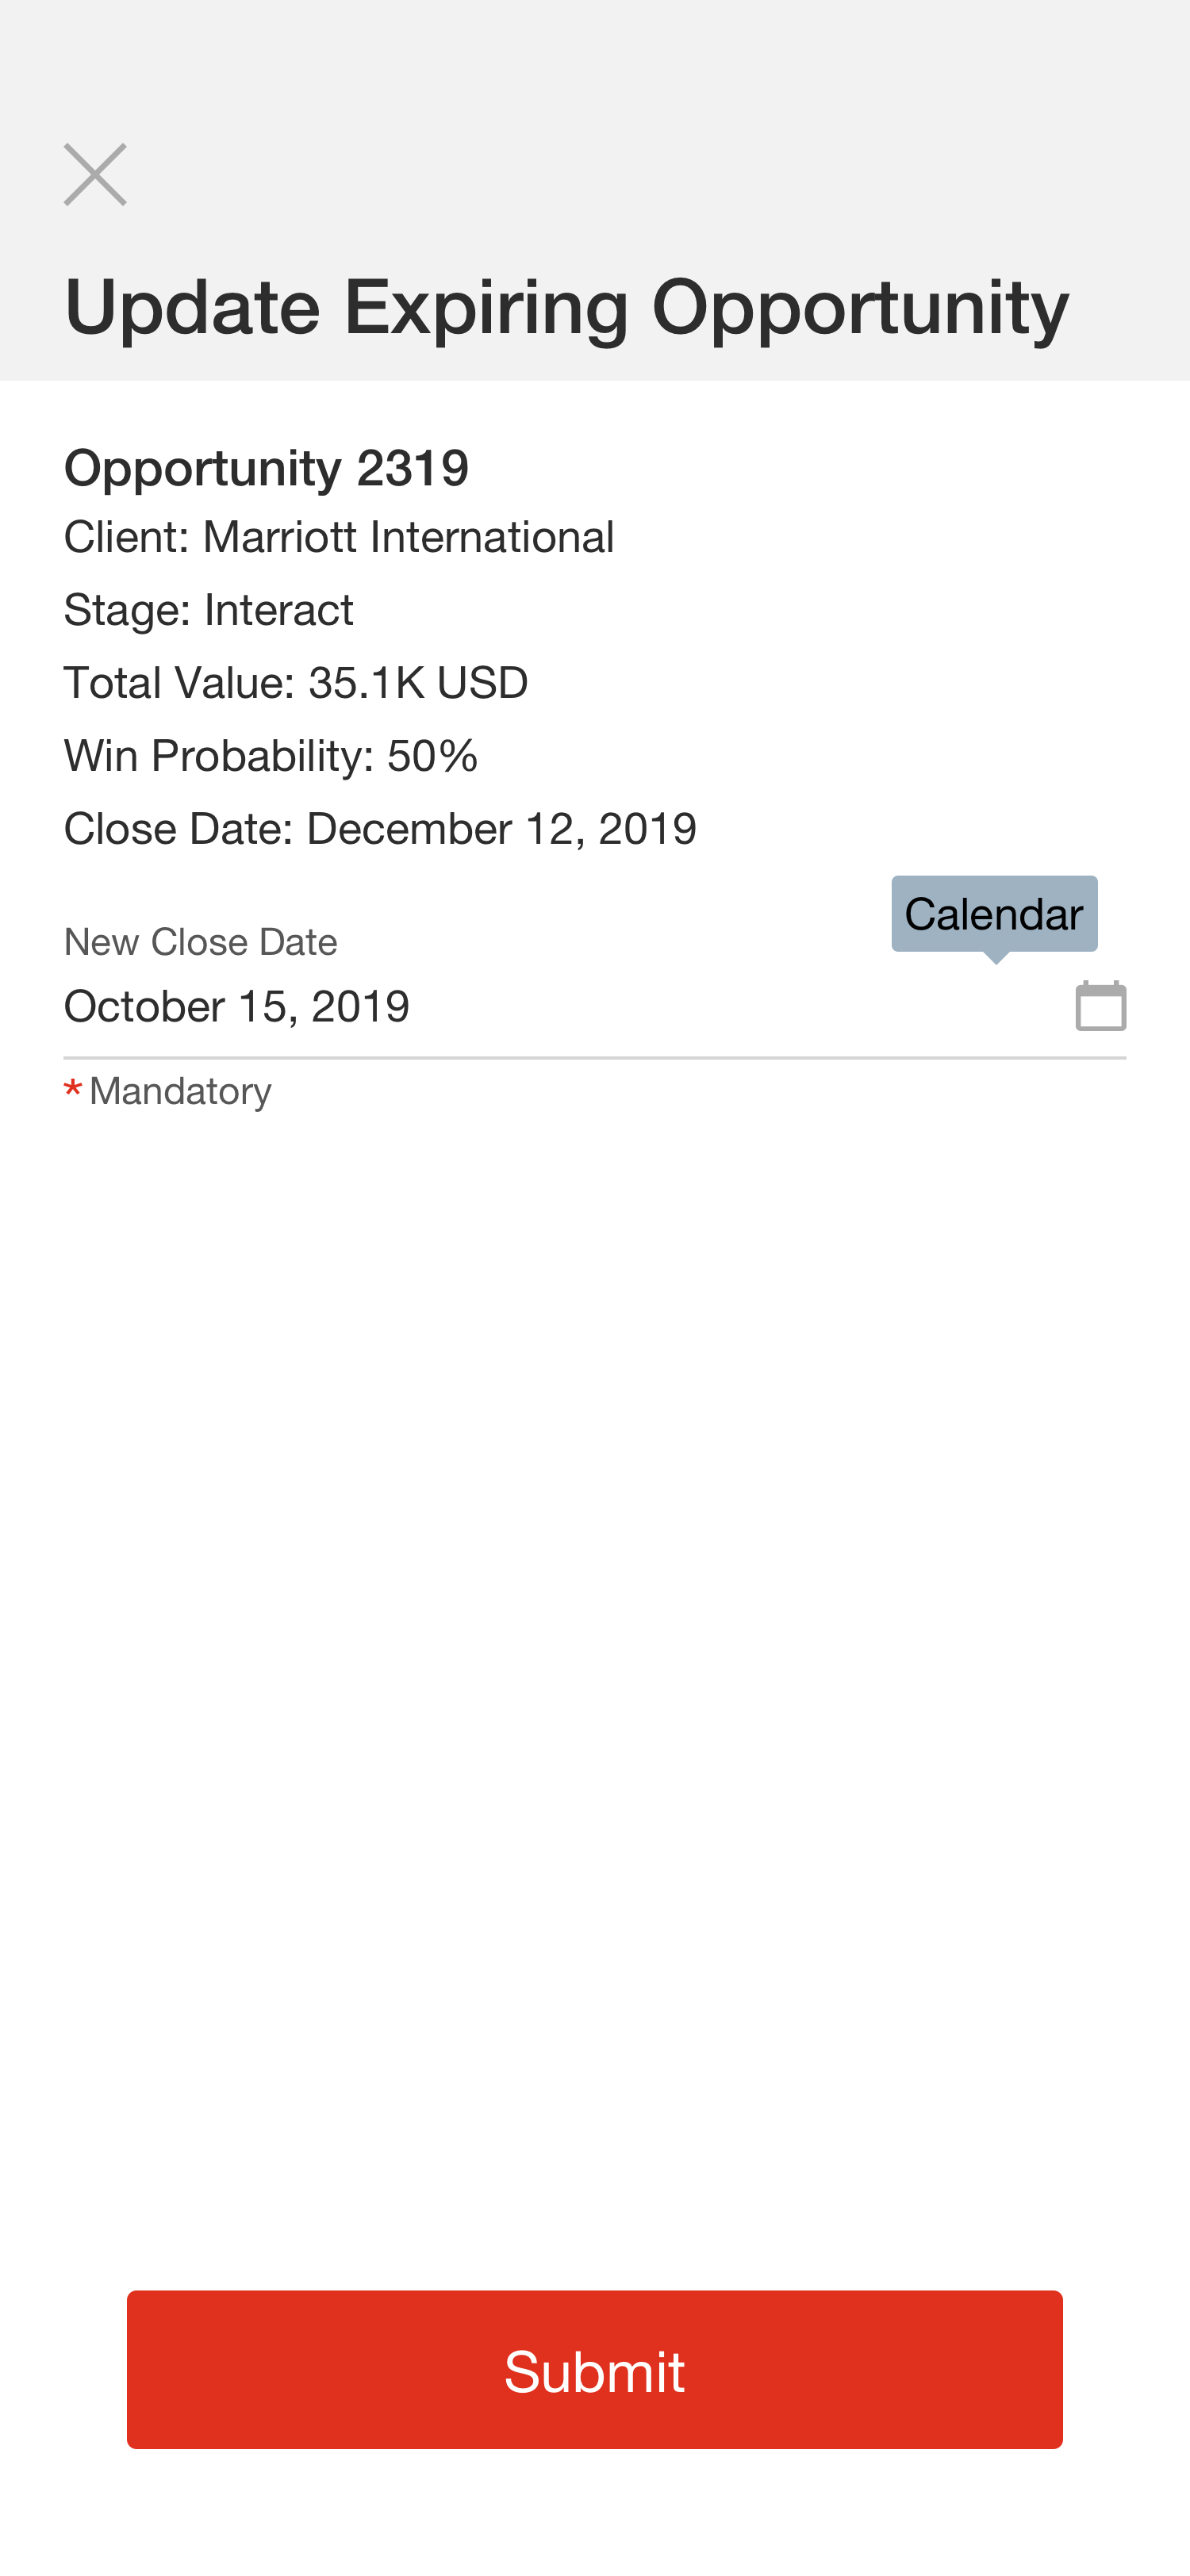 Update Expiring Opportunity
Opportunity 2319
Client: Marriott International
Stage: Interact
Total Value: 35.1K USD
Win Probability: 50%
Close Date: December 12, 2019
Calendar
New Close Date
October 15, 2019
* Mandatory
Submit